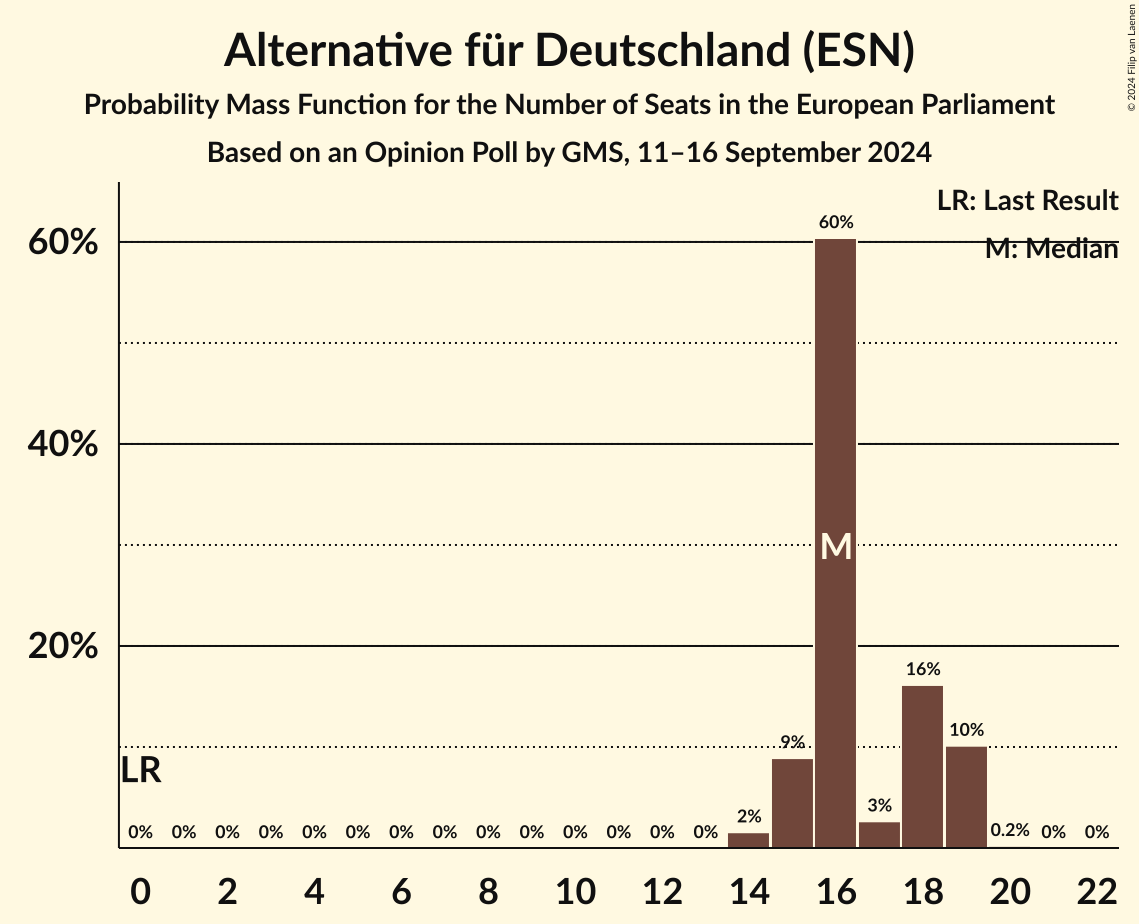 Alternative für Deutschland (ESN)
Probability Mass Function for the Number of Seats in the European Parliament
Based on an Opinion Poll by GMS, 11–16 September 2024
© 2024 Filip van Laenen
LR: Last Result
M: Median
60%
40%
20%
60%
M
16%
10%
9%
3%
2%
LR
0% 0% 0% 0% 0% 0% 0% 0% 0% 0% 0% 0% 0% 0% 0.2% 0% 0%
0 2 4 6 8 10 12 14 16 18 20 22